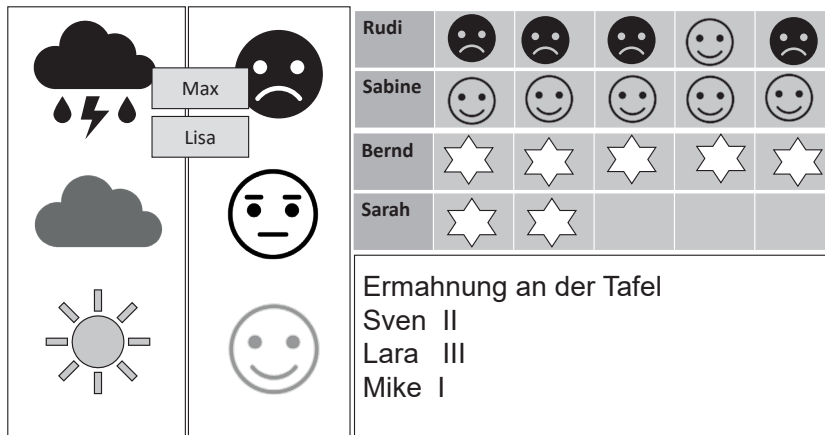 Max
Lisa
Rudi
Sabine
Bernd
Sarah
Ermahnung an der Tafel
Sven II
Lara III
Mike I